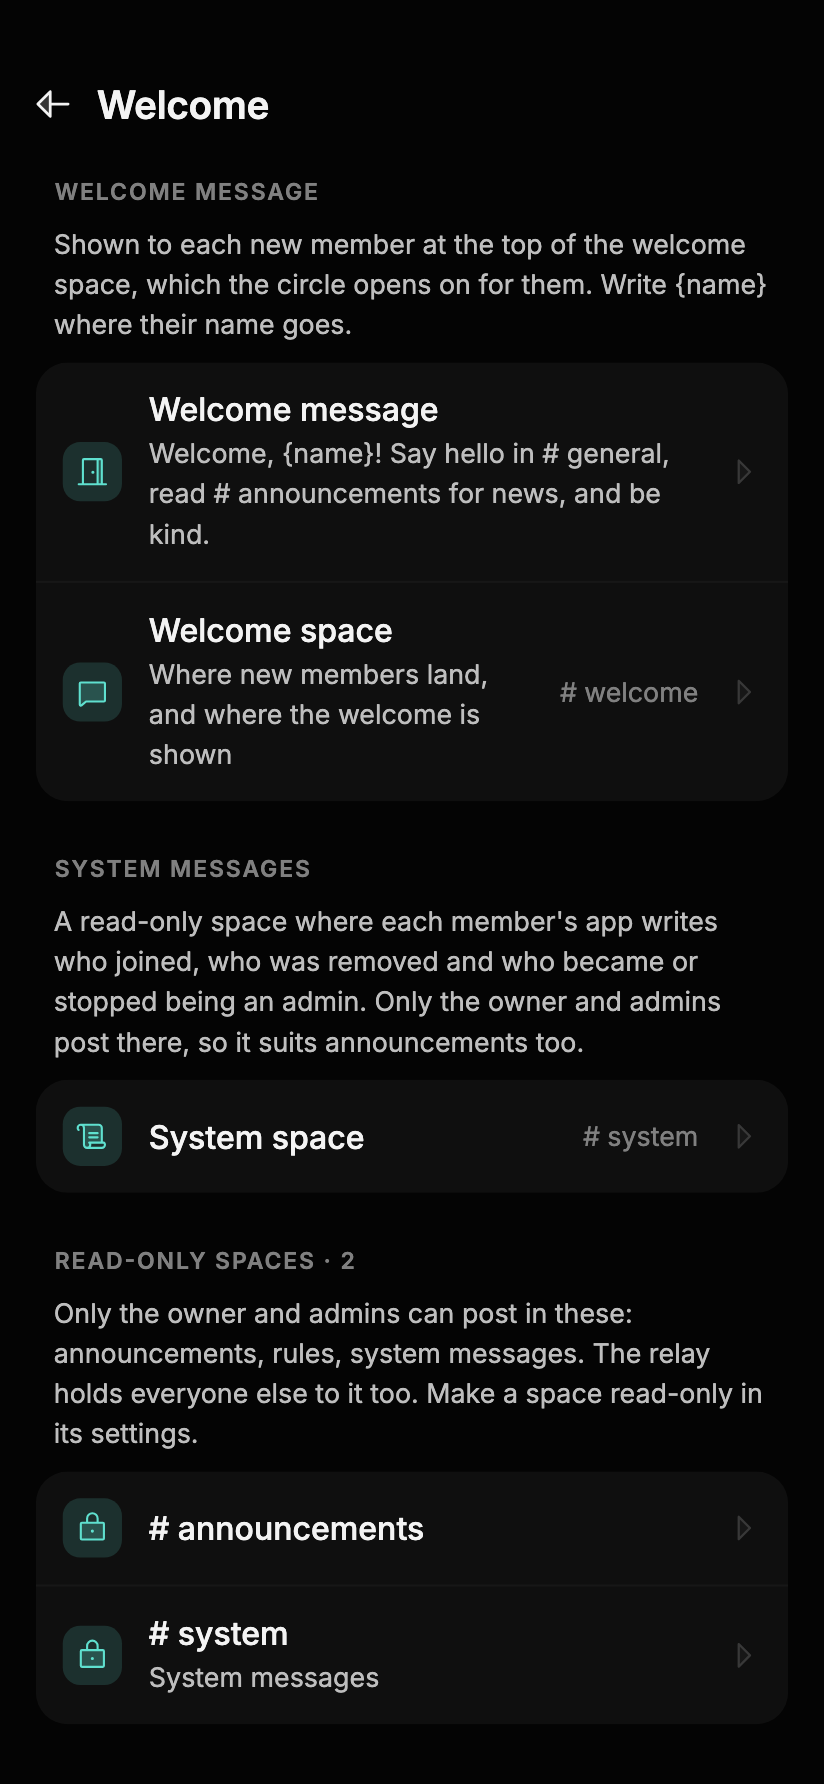 Welcome
WELCOME MESSAGE
Shown to each new member at the top of the welcome
space, which the circle opens on for them. Write {name}
where their name goes.
Welcome message
Welcome, {name}! Say hello in # general,
read # announcements for news, and be
kind.
Welcome space
Where new members land,
and where the welcome is
shown
# welcome
SYSTEM MESSAGES
A read-only space where each member's app writes
who joined, who was removed and who became or
stopped being an admin. Only the owner and admins
post there, so it suits announcements too.
System space
# system
READ-ONLY SPACES · 2
Only the owner and admins can post in these:
announcements, rules, system messages. The relay
holds everyone else to it too. Make a space read-only in
its settings.
# announcements
# system
System messages